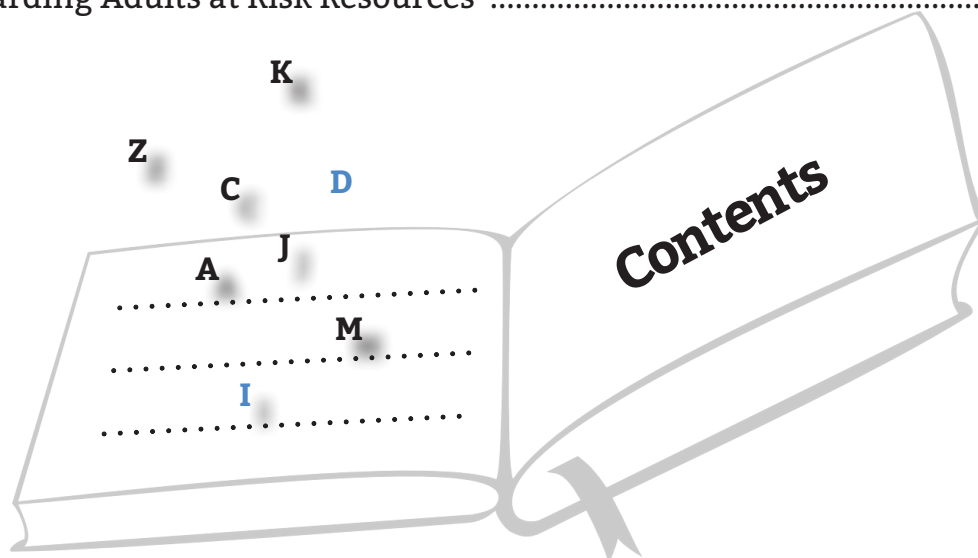 arding Adults at Risk Resources ..........................................................
K
Z
C
D
Contents
J
A
M
I